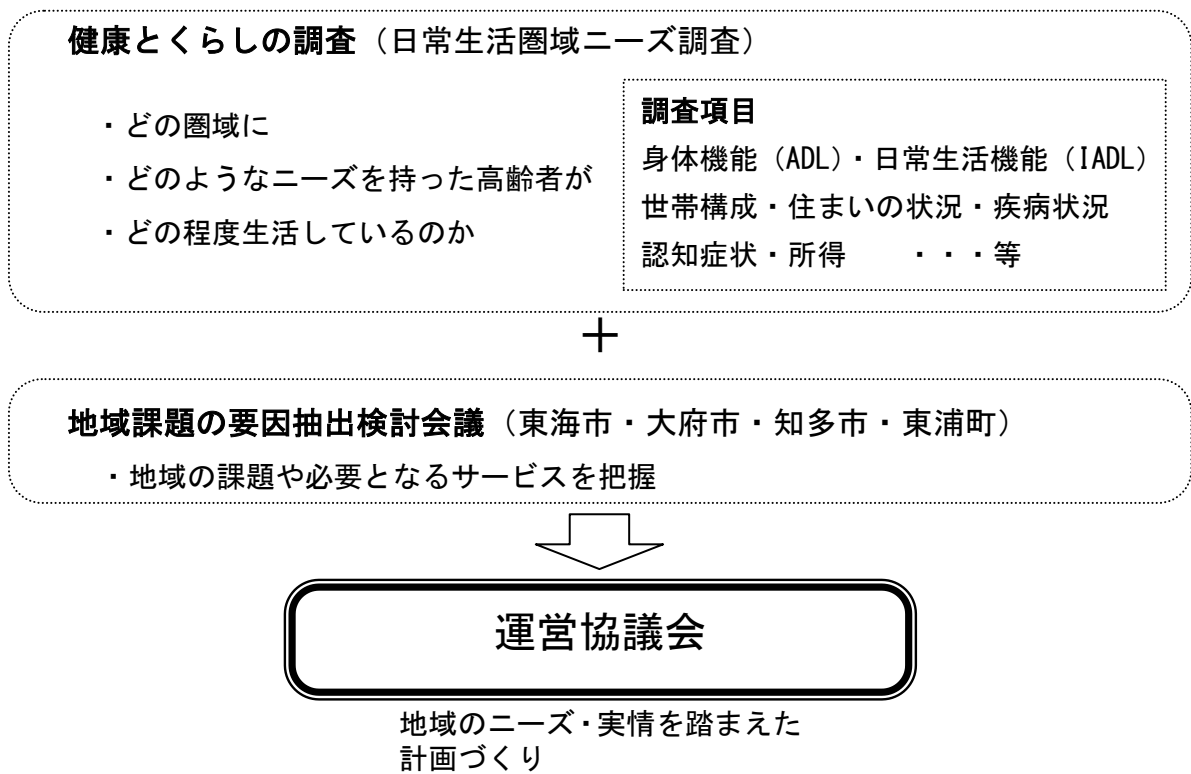 健康とくらしの調査（日常生活圏域ニーズ調査）
・どの圏域に
・どのようなニーズを持った高齢者が
・どの程度生活しているのか
調査項目
身体機能（ADL）・日常生活機能（IADL）
世帯構成・住まいの状況・疾病状況
認知症状・所得　　・・・等
＋
地域課題の要因抽出検討会議（東海市・大府市・知多市・東浦町）
・地域の課題や必要となるサービスを把握
運営協議会
地域のニーズ・実情を踏まえた
計画づくり